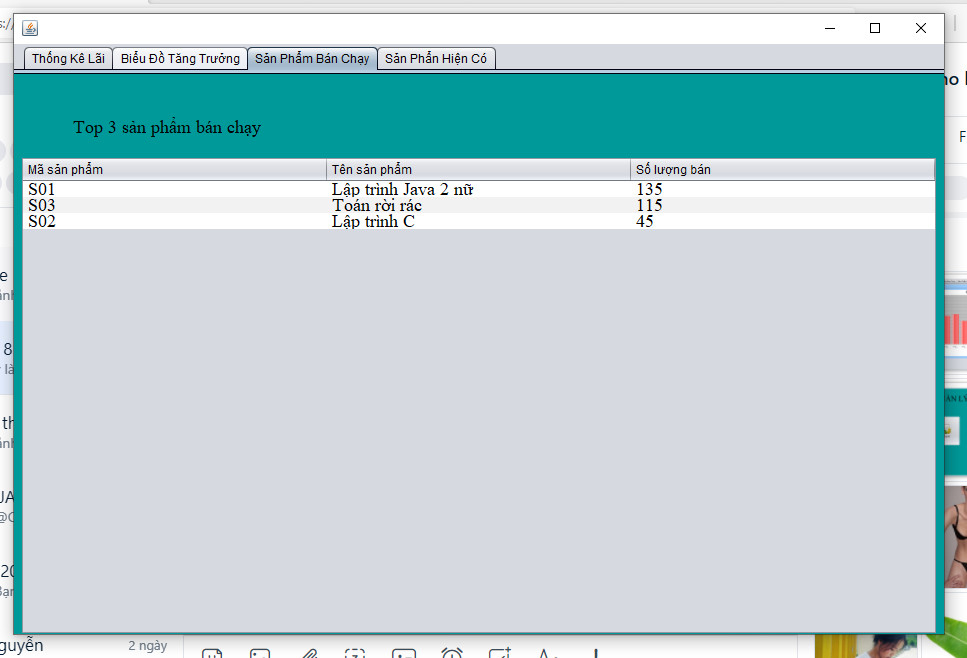 Thống Kê Lãi Biểu Đồ Tăng Trưởng Sản Phẩm Bán Chạy Sản Phẩn Hiện Có
Top 3 sản phẩm bán chạy
Mã sản phẩm Tên sản phẩm Số lượng bán
S01 Lập trình Java 2 nữ 135
S03 Toán rời rác 115
S02 Lập trình C 45
2 ngày